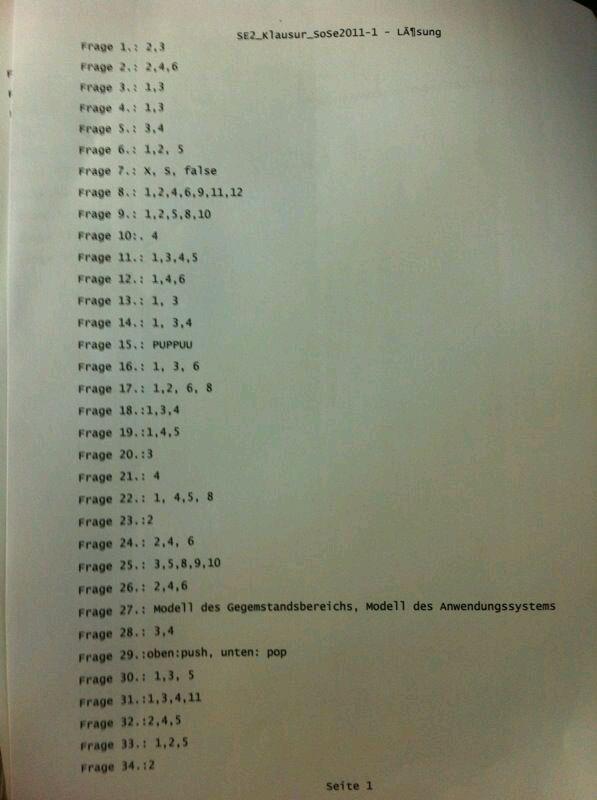 SE2_Klausur_SoSe2011-1 - LÃ¶sung
Frage 1.: 2,3
Frage 2.: 2,4,6
Frage 3.: 1,3
Frage 4.: 1,3
Frage 5.: 3,4
Frage 6.: 1,2, 5
Frage 7.: X, S, false
Frage 8.: 1,2,4,6,9,11,12
Frage 9.: 1,2,5,8,10
Frage 10:. 4
Frage 11.: 1,3,4,5
Frage 12.: 1,4,6
Frage 13.: 1, 3
Frage 14.: 1, 3,4
Frage 15.: PUPPUU
Frage 16.: 1, 3, 6
Frage 17.: 1,2, 6, 8
Frage 18.:1,3,4
Frage 19.:1,4,5
Frage 20.:3
Frage 21.: 4
Frage 22.: 1, 4,5, 8
Frage 23.:2
Frage 24.: 2,4, 6
Frage 25.: 3,5,8,9,10
Frage 26.: 2,4,6
Frage 27.: Modell des Gegemstandsbereichs, Modell des Anwendungssystems
Frage 28.: 3,4
Frage 29.:oben:push, unten: pop
Frage 30.: 1,3, 5
Frage 31.:1,3,4,11
Frage 32.:2,4,5
Frage 33.: 1,2,5
Frage 34.:2
Seite 1